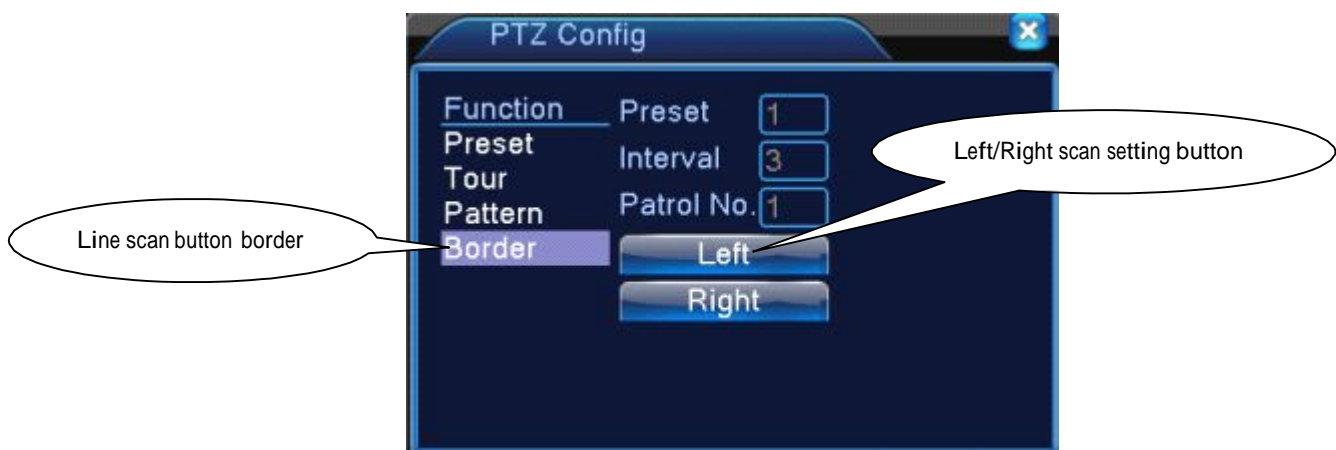 PTZ Config
Function
Preset
Tour
Pattern
Border
Preset 1
Interval 3
Patrol No. 1
Left
Right
Line scan button border
Left/Right scan setting button